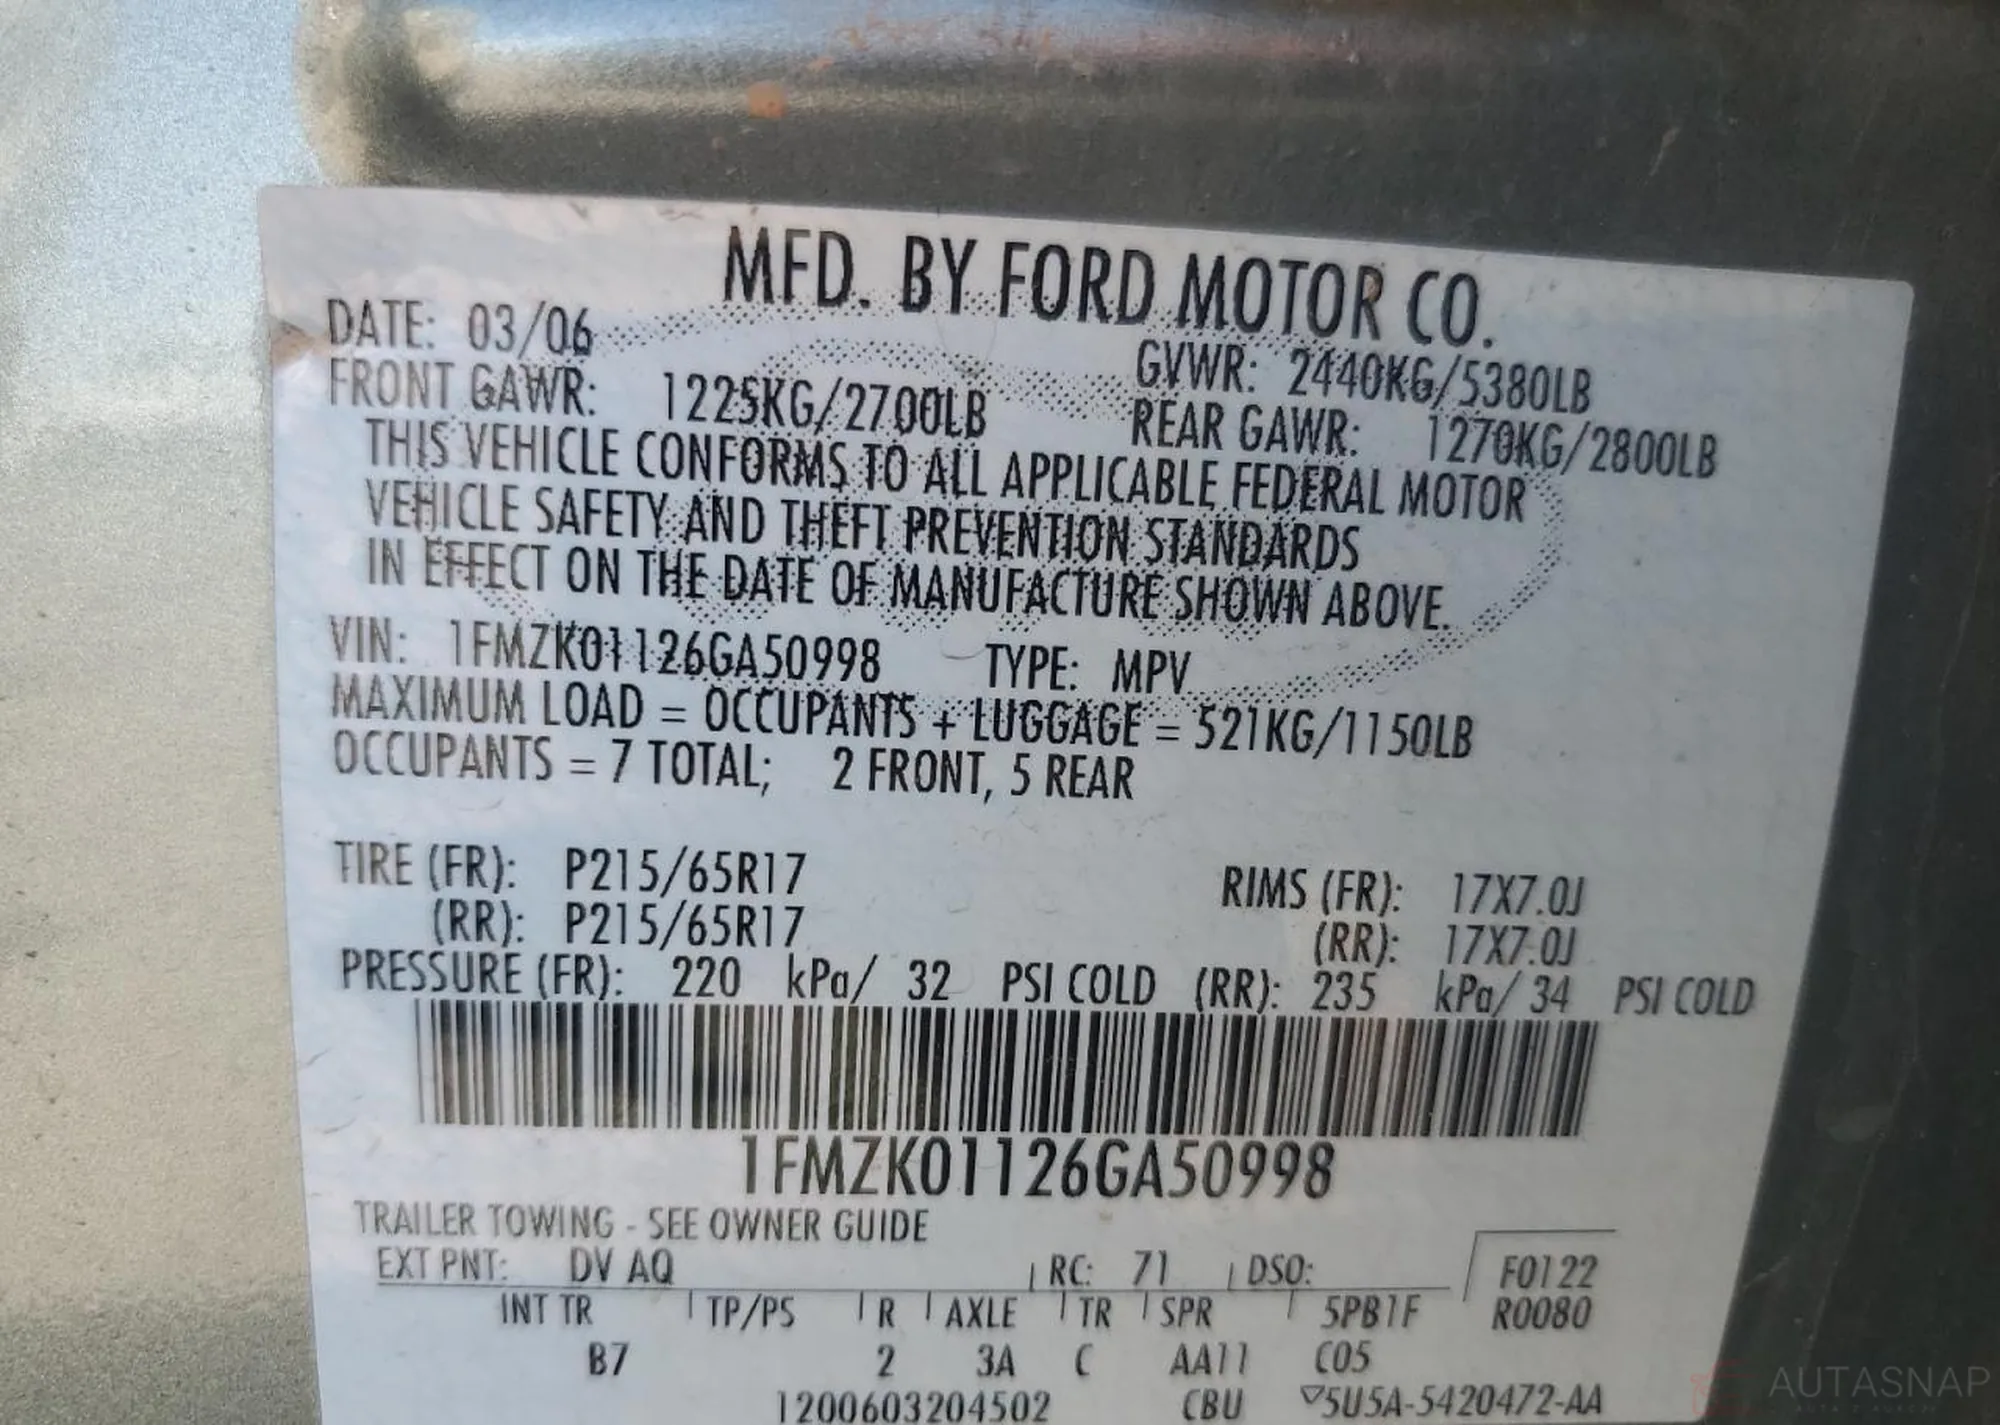 MFD. BY FORD MOTOR CO.
DATE: 03/06
GVWR: 2440KG/5380LB
FRONT GAWR: 1225KG/2700LB
REAR GAWR: 1270KG/2800LB
THIS VEHICLE CONFORMS TO ALL APPLICABLE FEDERAL MOTOR
VEHICLE SAFETY AND THEFT PREVENTION STANDARDS
IN EFFECT ON THE DATE OF MANUFACTURE SHOWN ABOVE.
VIN: 1FMZK01126GA50998 TYPE: MPV
MAXIMUM LOAD = OCCUPANTS + LUGGAGE = 521KG/1150LB
OCCUPANTS = 7 TOTAL; 2 FRONT, 5 REAR
TIRE (FR): P215/65R17 RIMS (FR): 17X7.0J
(RR): P215/65R17 (RR): 17X7.0J
PRESSURE (FR): 220 kPa/ 32 PSI COLD (RR): 235 kPa/ 34 PSI COLD
1FMZK01126GA50998
TRAILER TOWING - SEE OWNER GUIDE
EXT PNT: DV AQ RC: 71 DSO: F0122
INT TR TP/PS R AXLE TR SPR 5PB1F R0080
B7 2 3A C AA11 C05
1200603204502 CBU ▽5U5A-5420472-AA
AUTASNAP